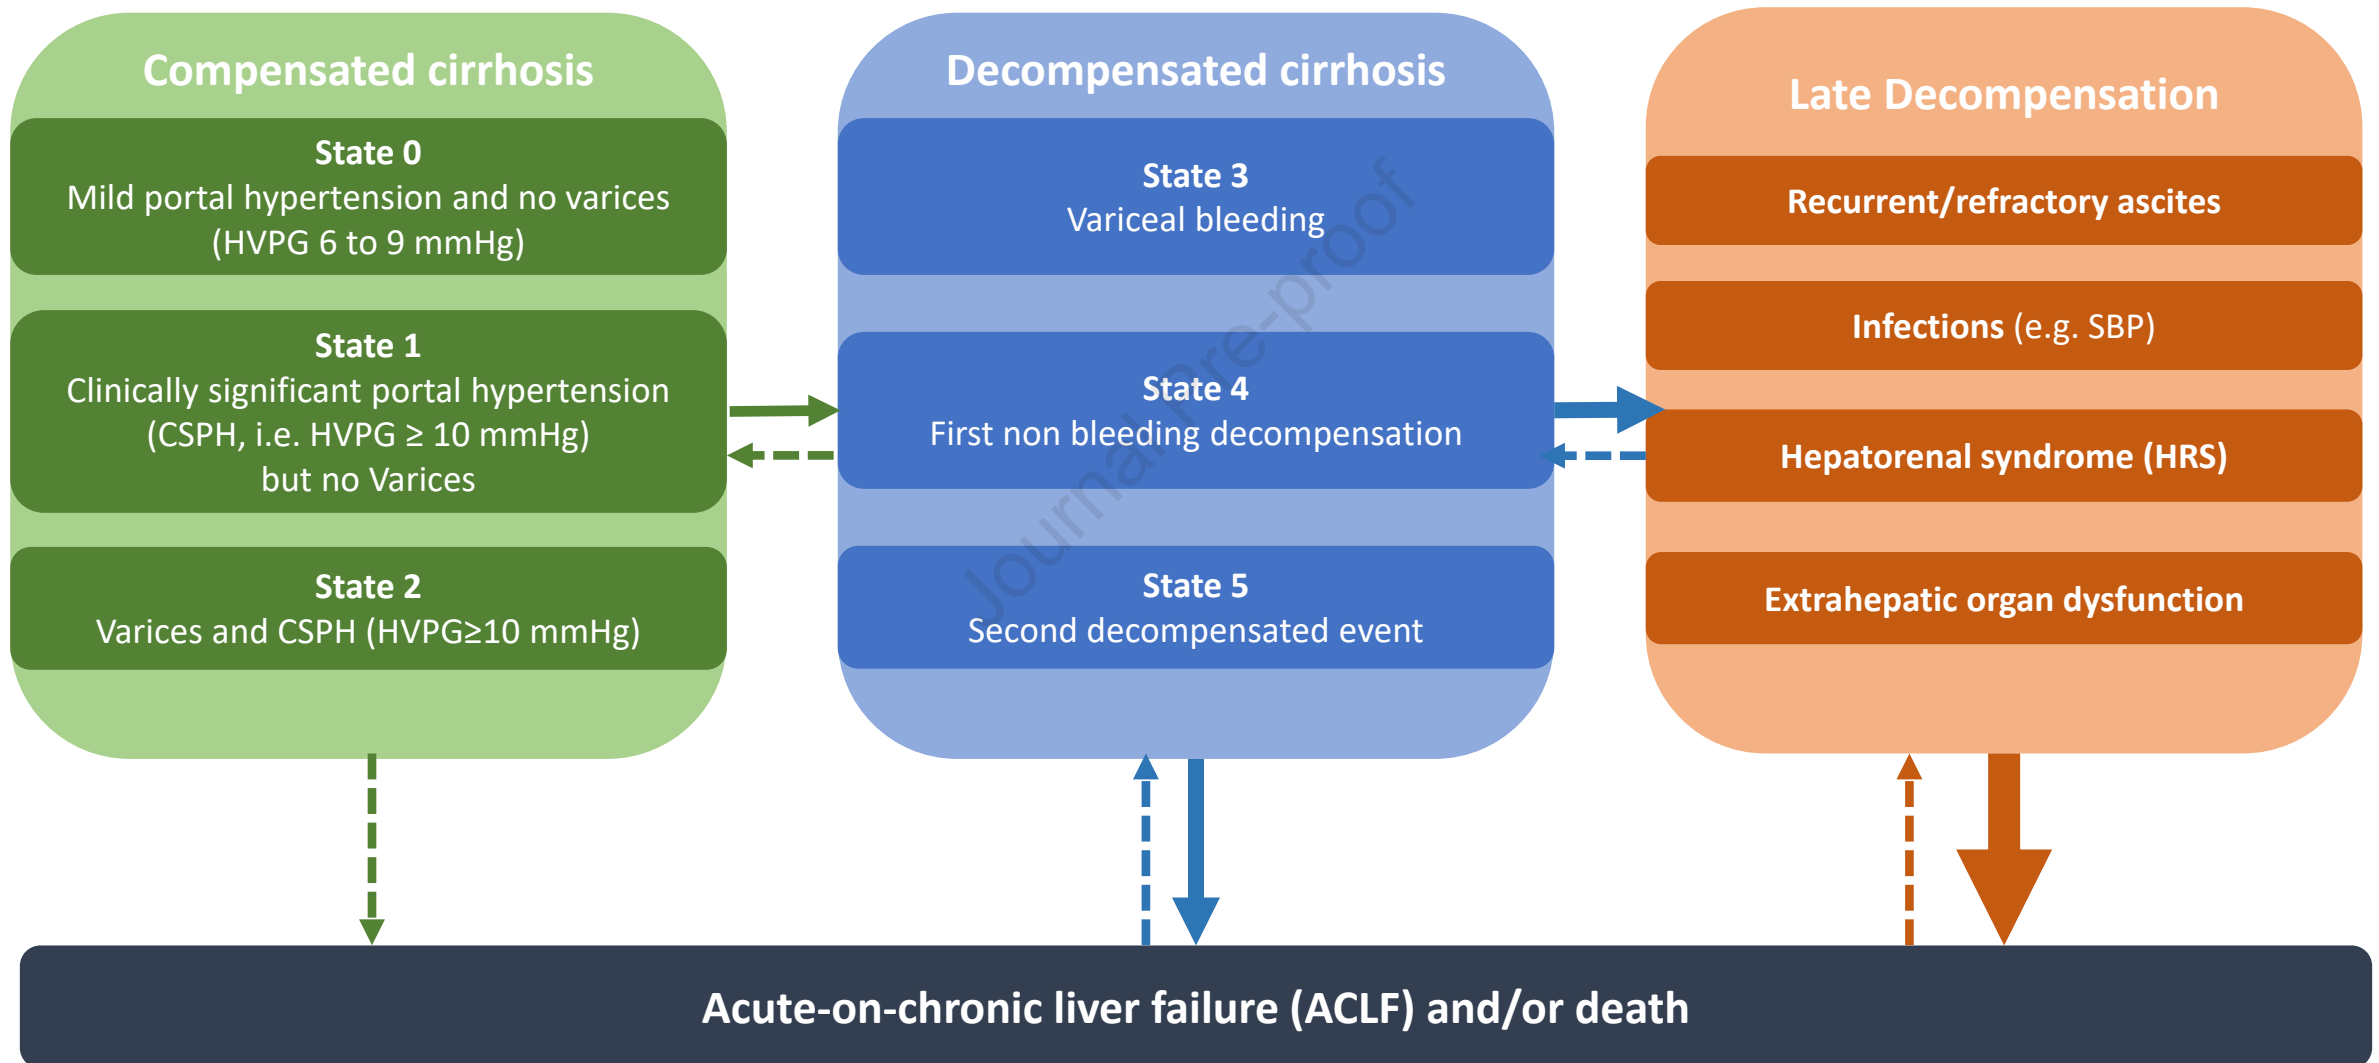 Compensated cirrhosis
State 0
Mild portal hypertension and no varices
(HVPG 6 to 9 mmHg)
State 1
Clinically significant portal hypertension
(CSPH, i.e. HVPG ≥ 10 mmHg)
but no Varices
State 2
Varices and CSPH (HVPG≥10 mmHg)
Decompensated cirrhosis
State 3
Variceal bleeding
State 4
First non bleeding decompensation
State 5
Second decompensated event
Journal Pre-proof
Late Decompensation
Recurrent/refractory ascites
Infections (e.g. SBP)
Hepatorenal syndrome (HRS)
Extrahepatic organ dysfunction
Acute-on-chronic liver failure (ACLF) and/or death